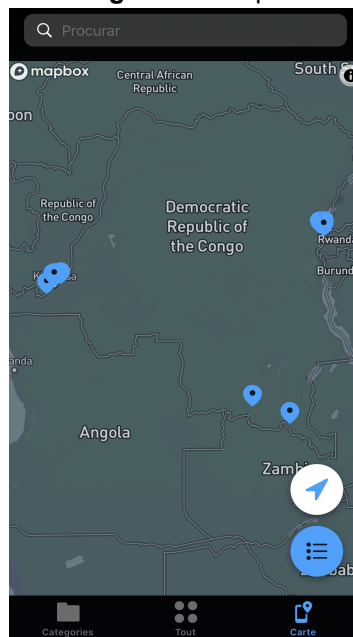 Procurar
mapbox
Central African
Republic
South S
Republic of
the Congo
Democratic
Republic of
the Congo
Rwanda
Burund
anda
Angola
Zamb
Categories
Tout
Carte